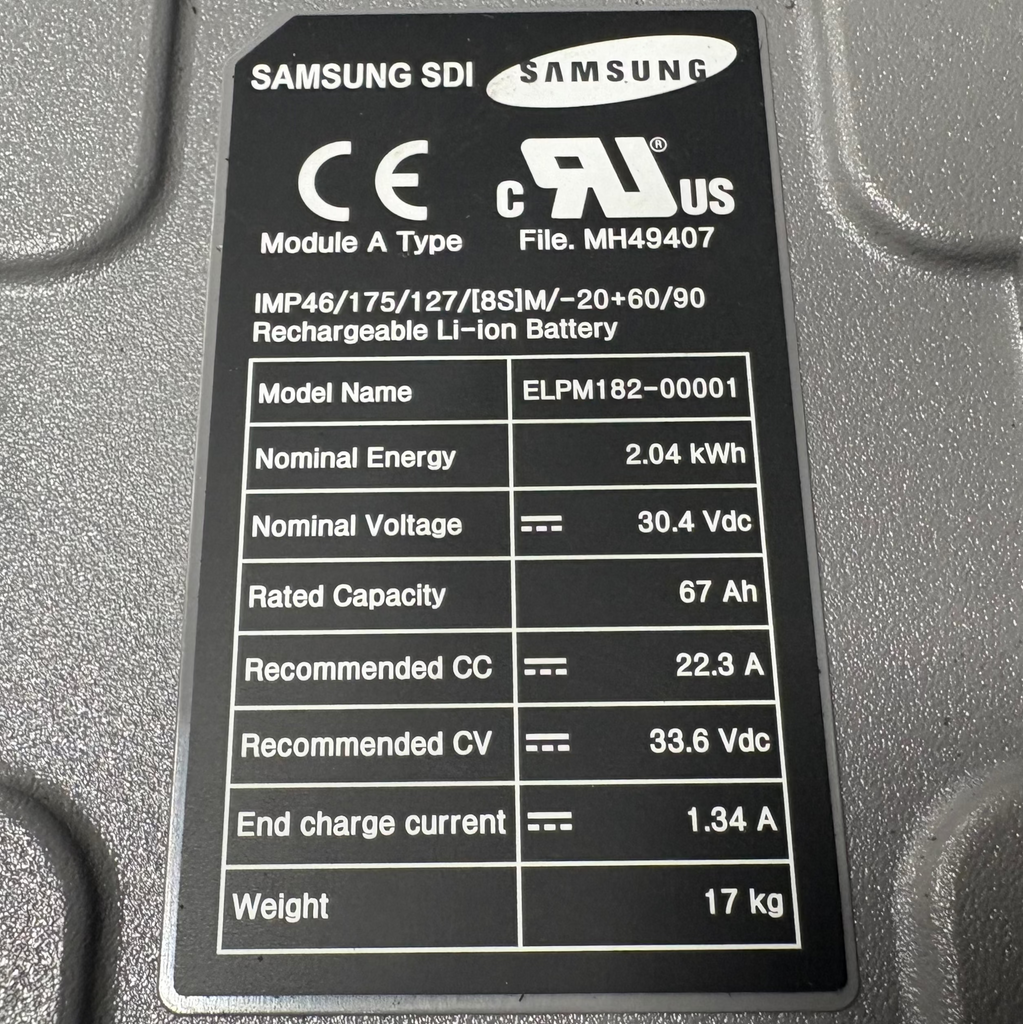 SAMSUNG SDI SAMSUNG
CE c RU® US
Module A Type File. MH49407
IMP46/175/127/[8S]M/-20+60/90
Rechargeable Li-ion Battery
Model Name ELPM182-00001
Nominal Energy 2.04 kWh
Nominal Voltage 30.4 Vdc
Rated Capacity 67 Ah
Recommended CC 22.3 A
Recommended CV 33.6 Vdc
End charge current 1.34 A
Weight 17 kg